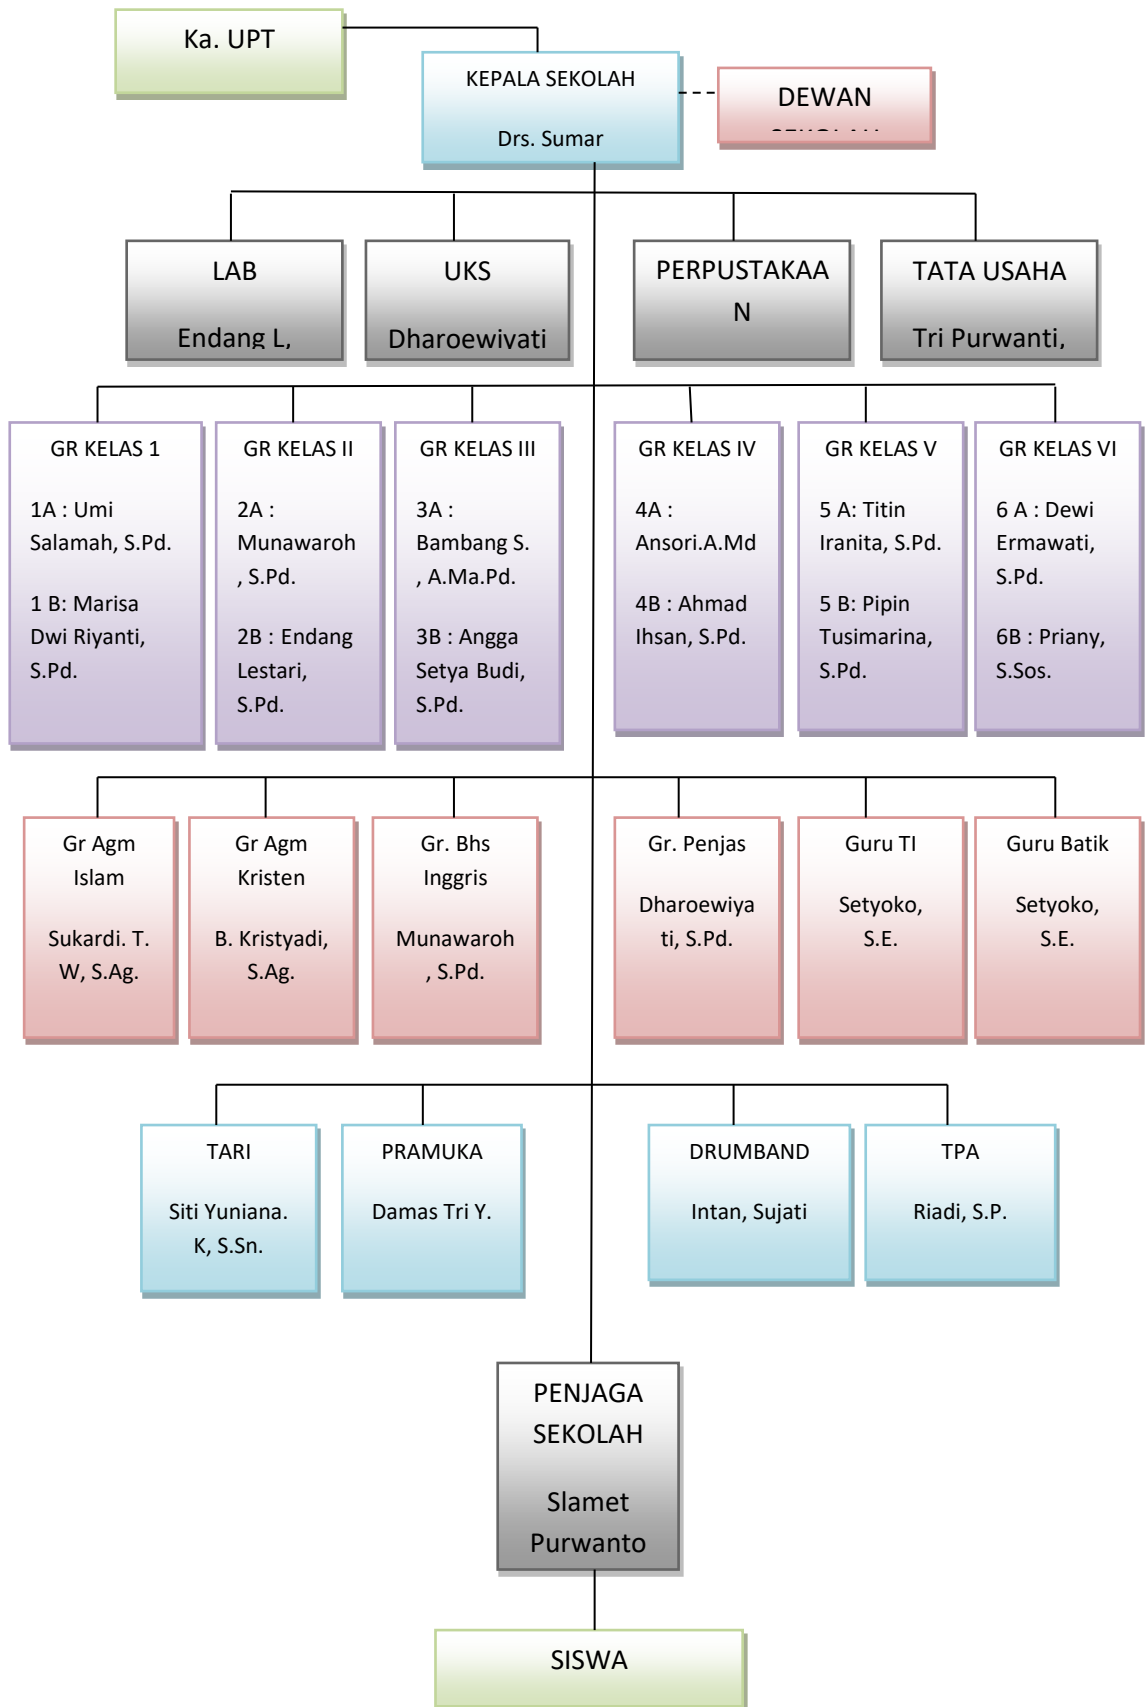 Ka. UPT
KEPALA SEKOLAH
Drs. Sumar
DEWAN
LAB
Endang L,
UKS
Dharoewiyati
PERPUSTAKAA
N
TATA USAHA
Tri Purwanti,
GR KELAS 1
1A : Umi
Salamah, S.Pd.
1 B: Marisa
Dwi Riyanti,
S.Pd.
GR KELAS II
2A :
Munawaroh
, S.Pd.
2B : Endang
Lestari,
S.Pd.
GR KELAS III
3A :
Bambang S.
, A.Ma.Pd.
3B : Angga
Setya Budi,
S.Pd.
GR KELAS IV
4A :
Ansori.A.Md
4B : Ahmad
Ihsan, S.Pd.
GR KELAS V
5 A: Titin
Iranita, S.Pd.
5 B: Pipin
Tusimarina,
S.Pd.
GR KELAS VI
6 A : Dewi
Ermawati,
S.Pd.
6B : Priany,
S.Sos.
Gr Agm
Islam
Sukardi. T.
W, S.Ag.
Gr Agm
Kristen
B. Kristyadi,
S.Ag.
Gr. Bhs
Inggris
Munawaroh
, S.Pd.
Gr. Penjas
Dharoewiya
ti, S.Pd.
Guru TI
Setyoko,
S.E.
Guru Batik
Setyoko,
S.E.
TARI
Siti Yuniana.
K, S.Sn.
PRAMUKA
Damas Tri Y.
DRUMBAND
Intan, Sujati
TPA
Riadi, S.P.
PENJAGA
SEKOLAH
Slamet
Purwanto
SISWA